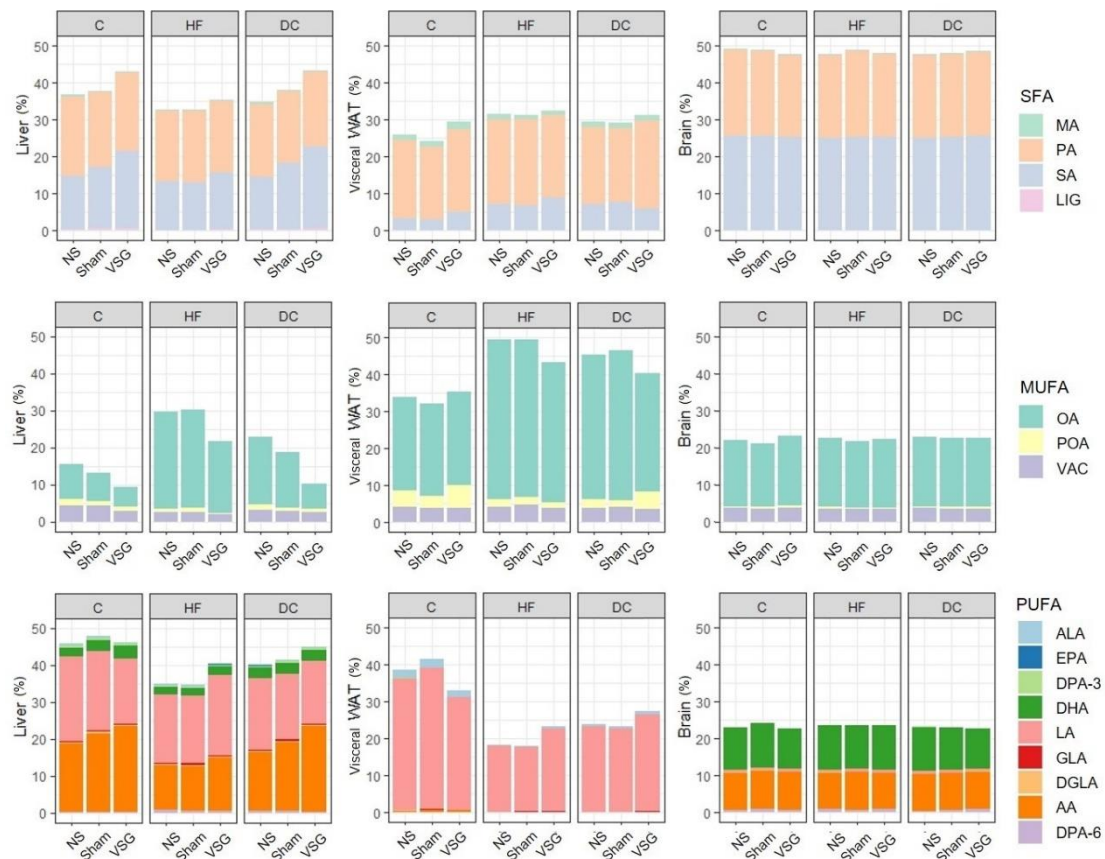 C HF DC
50
40
30
20
10
0
Liver (%)
NS Sham VSG NS Sham VSG NS Sham VSG
C HF DC
50
40
30
20
10
0
Visceral WAT (%)
NS Sham VSG NS Sham VSG NS Sham VSG
C HF DC
50
40
30
20
10
0
Brain (%)
NS Sham VSG NS Sham VSG NS Sham VSG
SFA
MA
PA
SA
LIG
C HF DC
50
40
30
20
10
0
Liver (%)
NS Sham VSG NS Sham VSG NS Sham VSG
C HF DC
50
40
30
20
10
0
Visceral WAT (%)
NS Sham VSG NS Sham VSG NS Sham VSG
C HF DC
50
40
30
20
10
0
Brain (%)
NS Sham VSG NS Sham VSG NS Sham VSG
MUFA
OA
POA
VAC
C HF DC
50
40
30
20
10
0
Liver (%)
NS Sham VSG NS Sham VSG NS Sham VSG
C HF DC
50
40
30
20
10
0
Visceral WAT (%)
NS Sham VSG NS Sham VSG NS Sham VSG
C HF DC
50
40
30
20
10
0
Brain (%)
NS Sham VSG NS Sham VSG NS Sham VSG
PUFA
ALA
EPA
DPA-3
DHA
LA
GLA
DGLA
AA
DPA-6